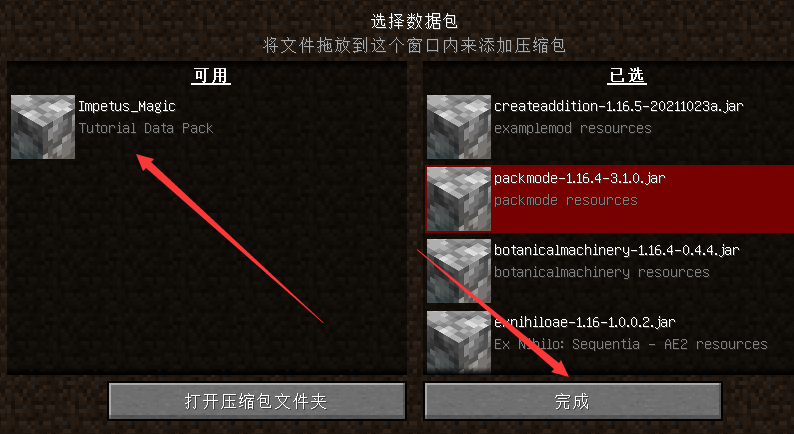 选择数据包
将文件拖放到这个窗口内来添加压缩包
可用
Impetus_Magic
Tutorial Data Pack
已选
createaddition-1.16.5-20211023a.jar
examplemod resources
packmode-1.16.4-3.1.0.jar
packmode resources
botanicalmachinery-1.16.4-0.4.4.jar
botanicalmachinery resources
exnihiloae-1.16-1.0.0.2.jar
Ex Nihilo: Sequentia - AE2 resources
打开压缩包文件夹
完成